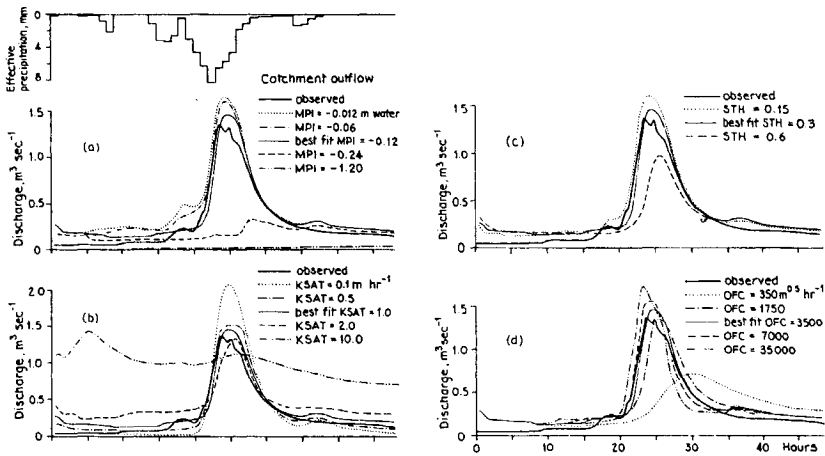 Effective
precipitation, mm
0
4
8
Catchment outflow
observed
MPI = -0.012 m water
MPI = -0.06
best fit MPI = -0.12
MPI = -0.24
MPI = -1.20
(a)
Discharge, m³ sec⁻¹
1.5
1.0
0.5
0
observed
KSAT = 0.1 m hr⁻¹
KSAT = 0.5
best fit KSAT = 1.0
KSAT = 2.0
KSAT = 10.0
(b)
Discharge, m³ sec⁻¹
2.0
1.5
1.0
0.5
0
observed
STH = 0.15
best fit STH = 0.3
STH = 0.6
(c)
Discharge, m³ sec⁻¹
1.5
1.0
0.5
0
observed
OFC = 350 m⁰·⁵ hr⁻¹
OFC = 1750
best fit OFC = 3500
OFC = 7000
OFC = 35000
(d)
Discharge, m³ sec⁻¹
1.5
1.0
0.5
0
0 10 20 30 40 Hours